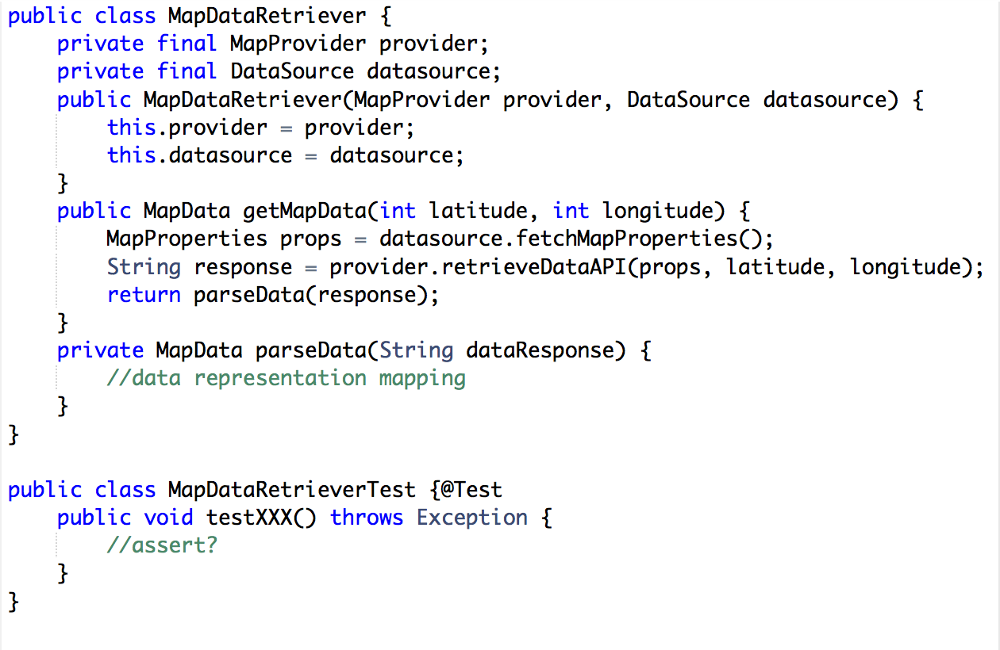 public class MapDataRetriever {
    private final MapProvider provider;
    private final DataSource datasource;
    public MapDataRetriever(MapProvider provider, DataSource datasource) {
        this.provider = provider;
        this.datasource = datasource;
    }
    public MapData getMapData(int latitude, int longitude) {
        MapProperties props = datasource.fetchMapProperties();
        String response = provider.retrieveDataAPI(props, latitude, longitude);
        return parseData(response);
    }
    private MapData parseData(String dataResponse) {
        //data representation mapping
    }
}

public class MapDataRetrieverTest {@Test
    public void testXXX() throws Exception {
        //assert?
    }
}